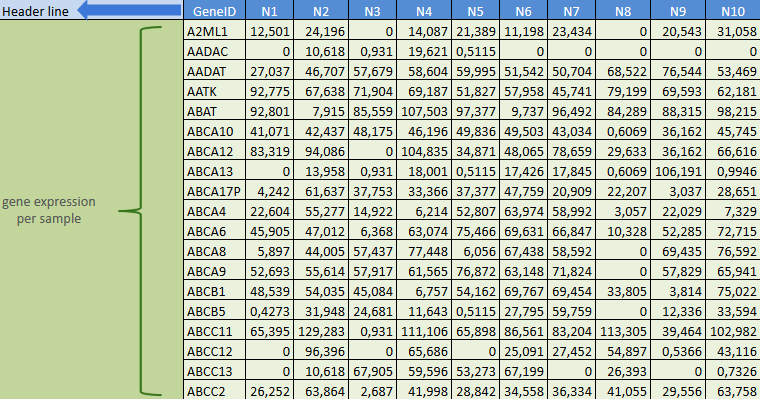 Header line GeneID N1 N2 N3 N4 N5 N6 N7 N8 N9 N10
A2ML1 12,501 24,196 0 14,087 21,389 11,198 23,434 0 20,543 31,058
AADAC 0 10,618 0,931 19,621 0,5115 0 0 0 0 0
AADAT 27,037 46,707 57,679 58,604 59,995 51,542 50,704 68,522 76,544 53,469
AATK 92,775 67,638 71,904 69,187 51,827 57,958 45,741 79,199 69,593 62,181
ABAT 92,801 7,915 85,559 107,503 97,377 9,737 96,492 84,289 88,315 98,215
ABCA10 41,071 42,437 48,175 46,196 49,836 49,503 43,034 0,6069 36,162 45,745
ABCA12 83,319 94,086 0 104,835 34,871 48,065 78,659 29,633 36,162 66,616
ABCA13 0 13,958 0,931 18,001 0,5115 17,426 17,845 0,6069 106,191 0,9946
gene expression
per sample
ABCA17P 4,242 61,637 37,753 33,366 37,377 47,759 20,909 22,207 3,037 28,651
ABCA4 22,604 55,277 14,922 6,214 52,807 63,974 58,992 3,057 22,029 7,329
ABCA6 45,905 47,012 6,368 63,074 75,466 69,631 66,847 10,328 52,285 72,715
ABCA8 5,897 44,005 57,437 77,448 6,056 67,438 58,592 0 69,435 76,592
ABCA9 52,693 55,614 57,917 61,565 76,872 63,148 71,824 0 57,829 65,941
ABCB1 48,539 54,035 45,084 6,757 54,162 69,767 69,454 33,805 3,814 75,022
ABCB5 0,4273 31,948 24,681 11,643 0,5115 27,795 59,759 0 12,336 33,594
ABCC11 65,395 129,283 0,931 111,106 65,898 86,561 83,204 113,305 39,464 102,982
ABCC12 0 96,396 0 65,686 0 25,091 27,452 54,897 0,5366 43,116
ABCC13 0 10,618 67,905 59,596 53,273 67,199 0 26,393 0 0,7326
ABCC2 26,252 63,864 2,687 41,998 28,842 34,558 36,334 41,055 29,556 63,758